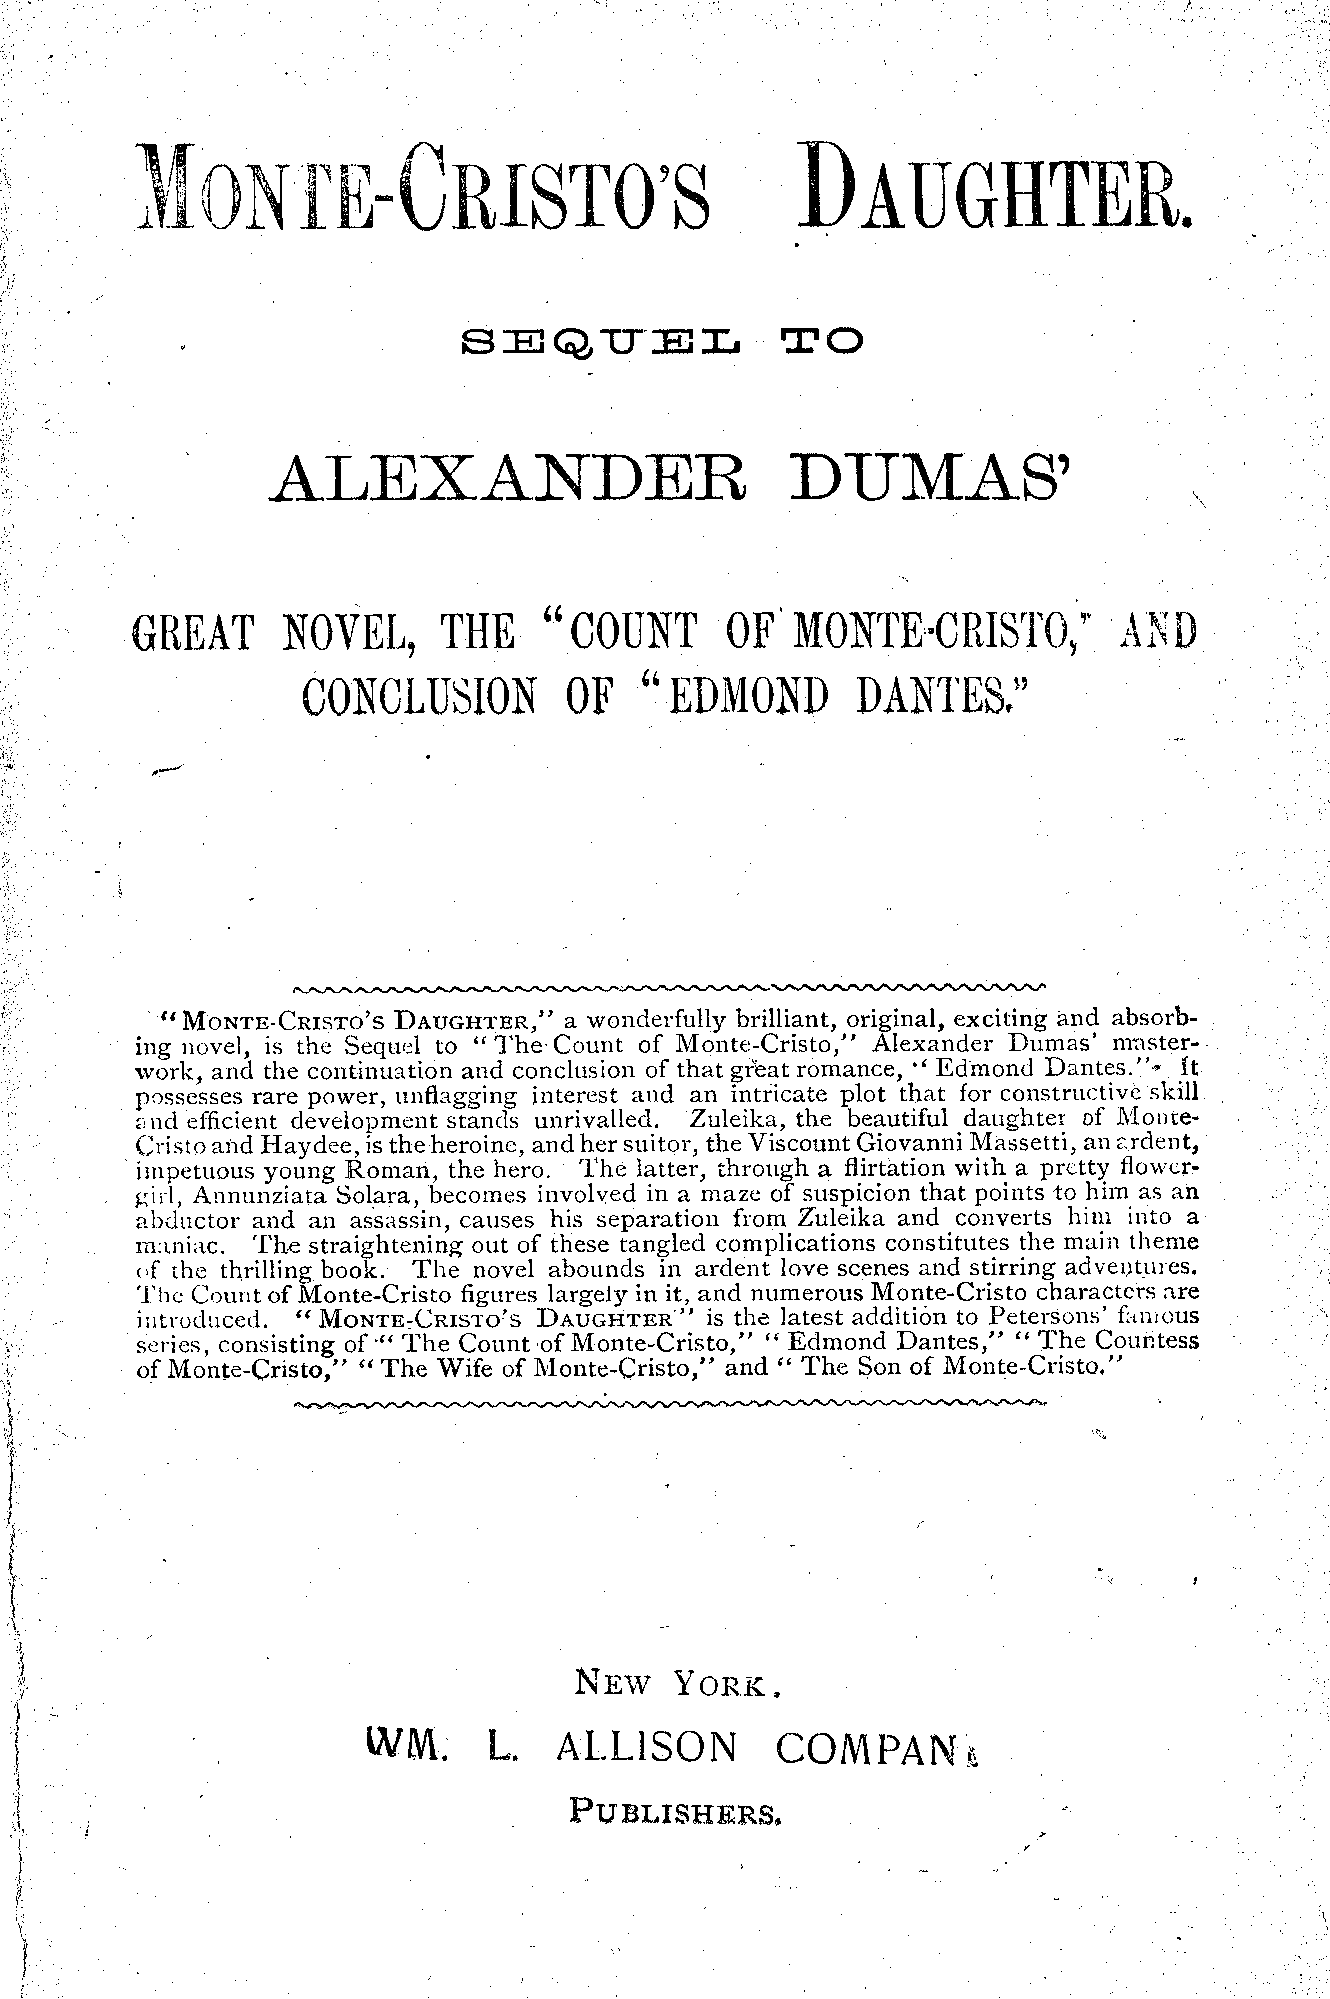 MONTE-CRISTO'S DAUGHTER.
SEQUEL TO
ALEXANDER DUMAS'
GREAT NOVEL, THE "COUNT OF MONTE-CRISTO," AND
CONCLUSION OF "EDMOND DANTES."
"MONTE-CRISTO'S DAUGHTER," a wonderfully brilliant, original, exciting and absorb-
ing novel, is the Sequel to "The Count of Monte-Cristo," Alexander Dumas' master-
work, and the continuation and conclusion of that great romance, "Edmond Dantes." It
possesses rare power, unflagging interest and an intricate plot that for constructive skill
and efficient development stands unrivalled. Zuleika, the beautiful daughter of Monte-
Cristo and Haydee, is the heroine, and her suitor, the Viscount Giovanni Massetti, an ardent,
impetuous young Roman, the hero. The latter, through a flirtation with a pretty flower-
girl, Annunziata Solara, becomes involved in a maze of suspicion that points to him as an
abductor and an assassin, causes his separation from Zuleika and converts him into a
maniac. The straightening out of these tangled complications constitutes the main theme
of the thrilling book. The novel abounds in ardent love scenes and stirring adventures.
The Count of Monte-Cristo figures largely in it, and numerous Monte-Cristo characters are
introduced. "MONTE-CRISTO'S DAUGHTER" is the latest addition to Petersons' famous
series, consisting of "The Count of Monte-Cristo," "Edmond Dantes," "The Countess
of Monte-Cristo," "The Wife of Monte-Cristo," and "The Son of Monte-Cristo."
NEW YORK.
WM. L. ALLISON COMPANY
PUBLISHERS.